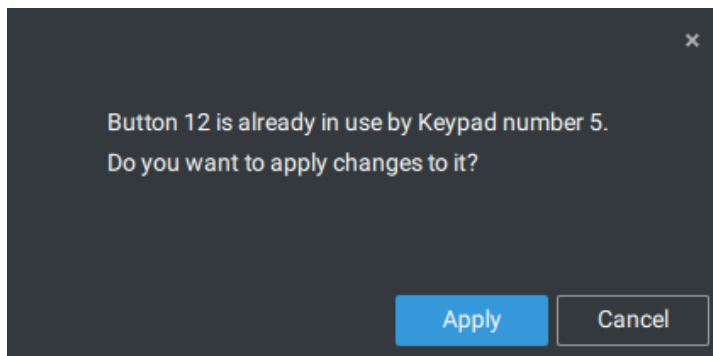 ×
Button 12 is already in use by Keypad number 5.
Do you want to apply changes to it?
Apply
Cancel